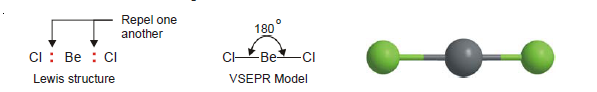 Repel one
another
Cl : Be : Cl
Lewis structure
180°
Cl—Be—Cl
VSEPR Model